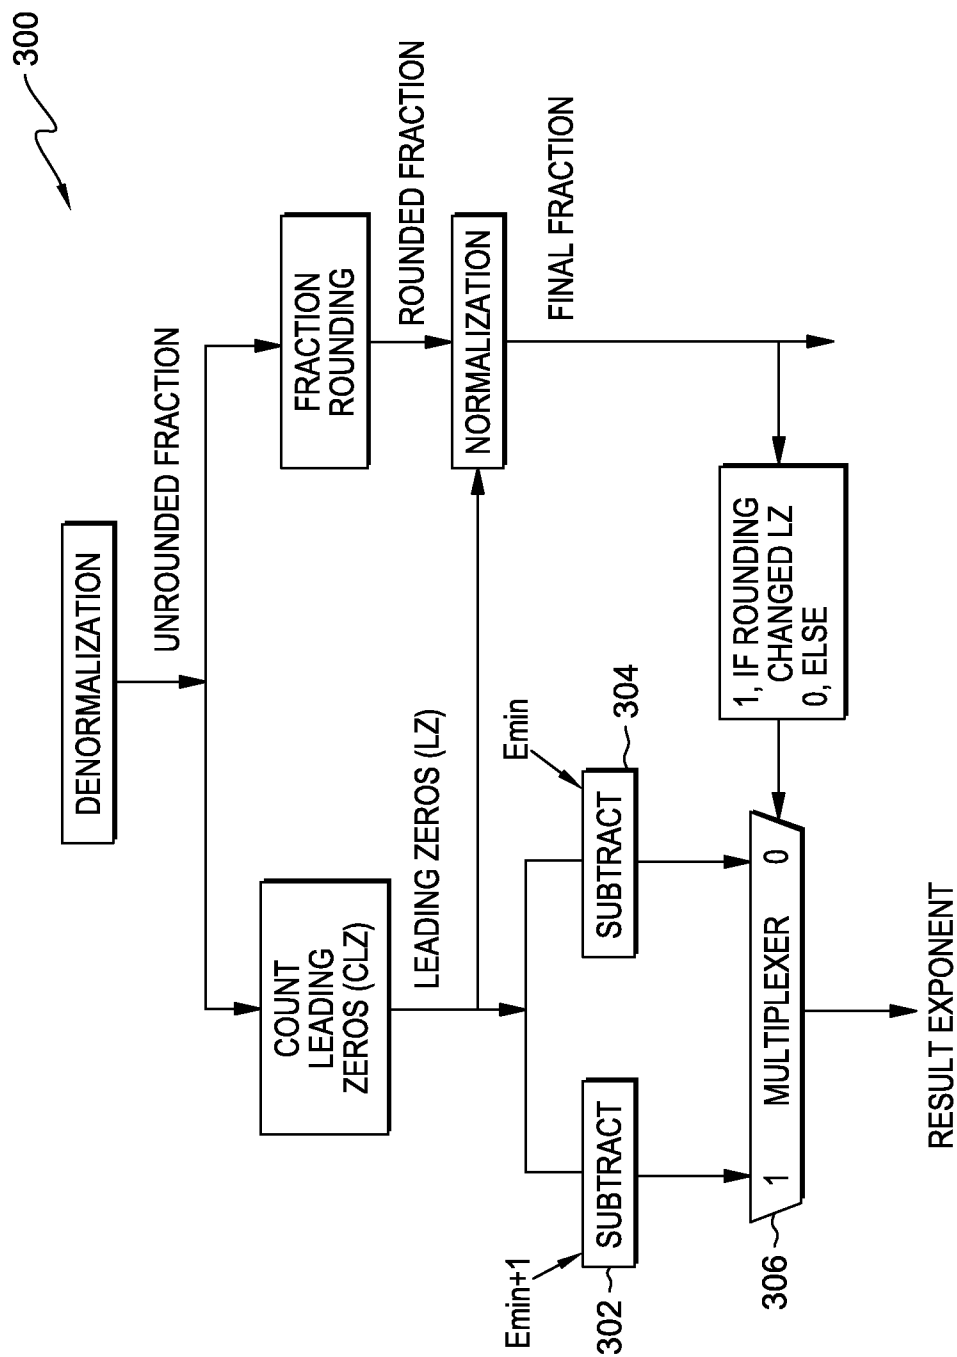 300
DENORMALIZATION
UNROUNDED FRACTION
COUNT
LEADING
ZEROS (CLZ)
FRACTION
ROUNDING
LEADING ZEROS (LZ)
ROUNDED FRACTION
NORMALIZATION
Emin+1
Emin
FINAL FRACTION
SUBTRACT
302
SUBTRACT
304
1, IF ROUNDING
CHANGED LZ
0, ELSE
1 MULTIPLEXER 0
306
RESULT EXPONENT